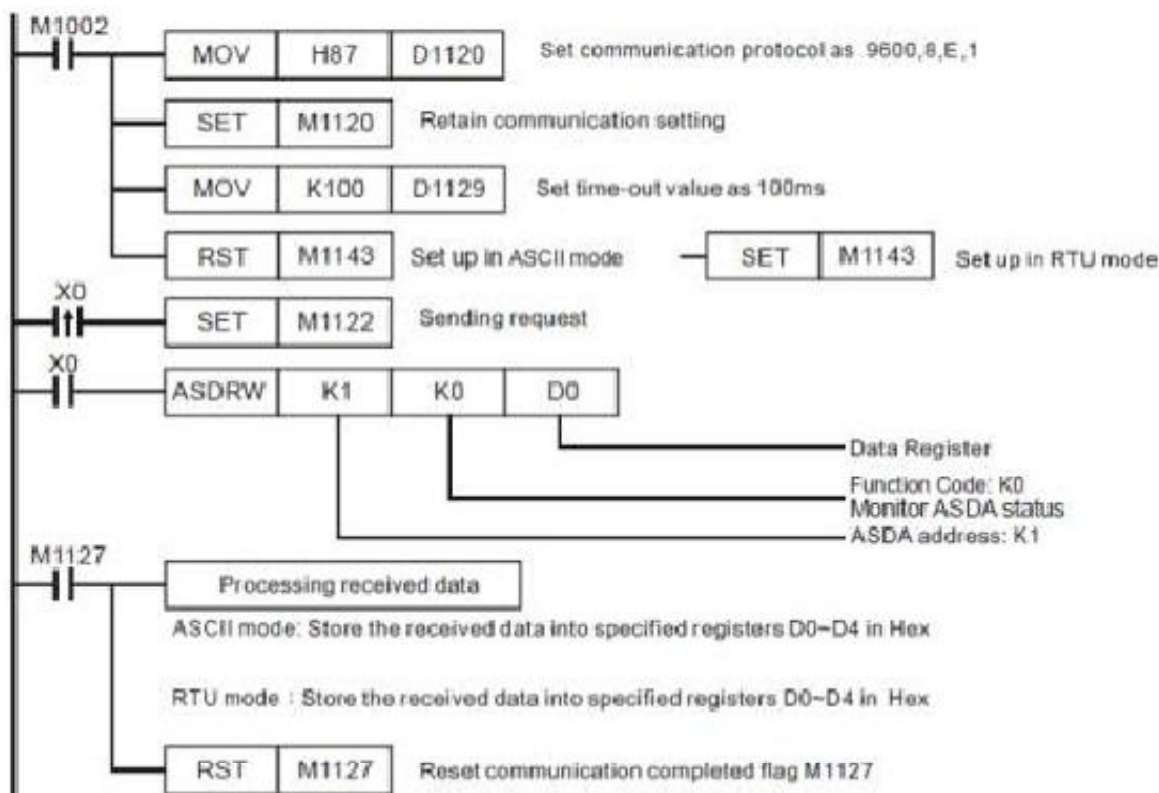 M1002
MOV H87 D1120 Set communication protocol as 9600,8,E,1
SET M1120 Retain communication setting
MOV K100 D1129 Set time-out value as 100ms
RST M1143 Set up in ASCII mode SET M1143 Set up in RTU mode
X0
SET M1122 Sending request
X0
ASDRW K1 K0 D0
Data Register
Function Code: K0
Monitor ASDA status
ASDA address: K1
M1127
Processing received data
ASCII mode: Store the received data into specified registers D0~D4 in Hex
RTU mode : Store the received data into specified registers D0~D4 in Hex
RST M1127 Reset communication completed flag M1127